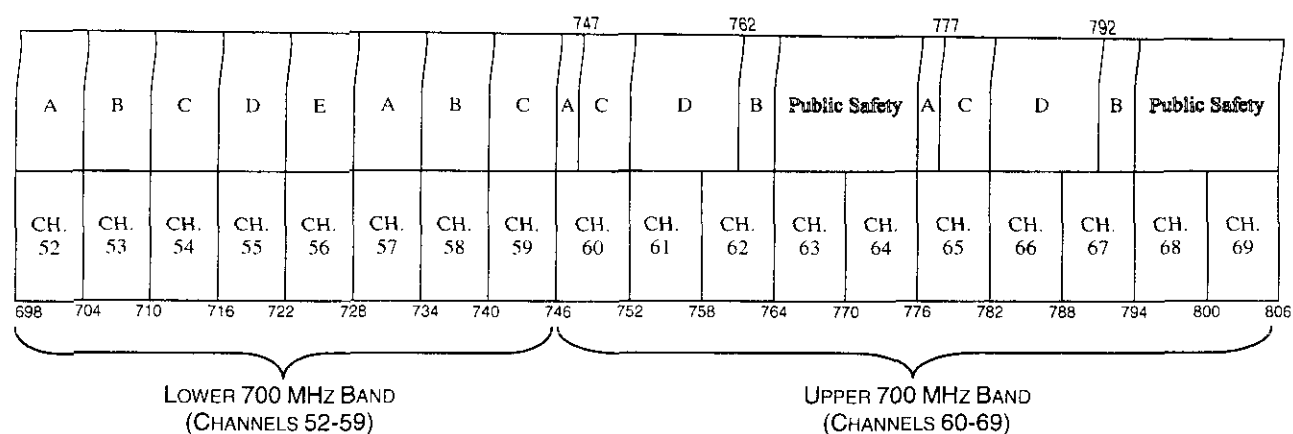 747 762 777 792
A B C D E A B C A C D B Public Safety A C D B Public Safety
CH. CH. CH. CH. CH. CH. CH. CH. CH. CH. CH. CH. CH. CH. CH. CH. CH. CH.
52 53 54 55 56 57 58 59 60 61 62 63 64 65 66 67 68 69
698 704 710 716 722 728 734 740 746 752 758 764 770 776 782 788 794 800 806
LOWER 700 MHZ BAND UPPER 700 MHZ BAND
(CHANNELS 52-59) (CHANNELS 60-69)